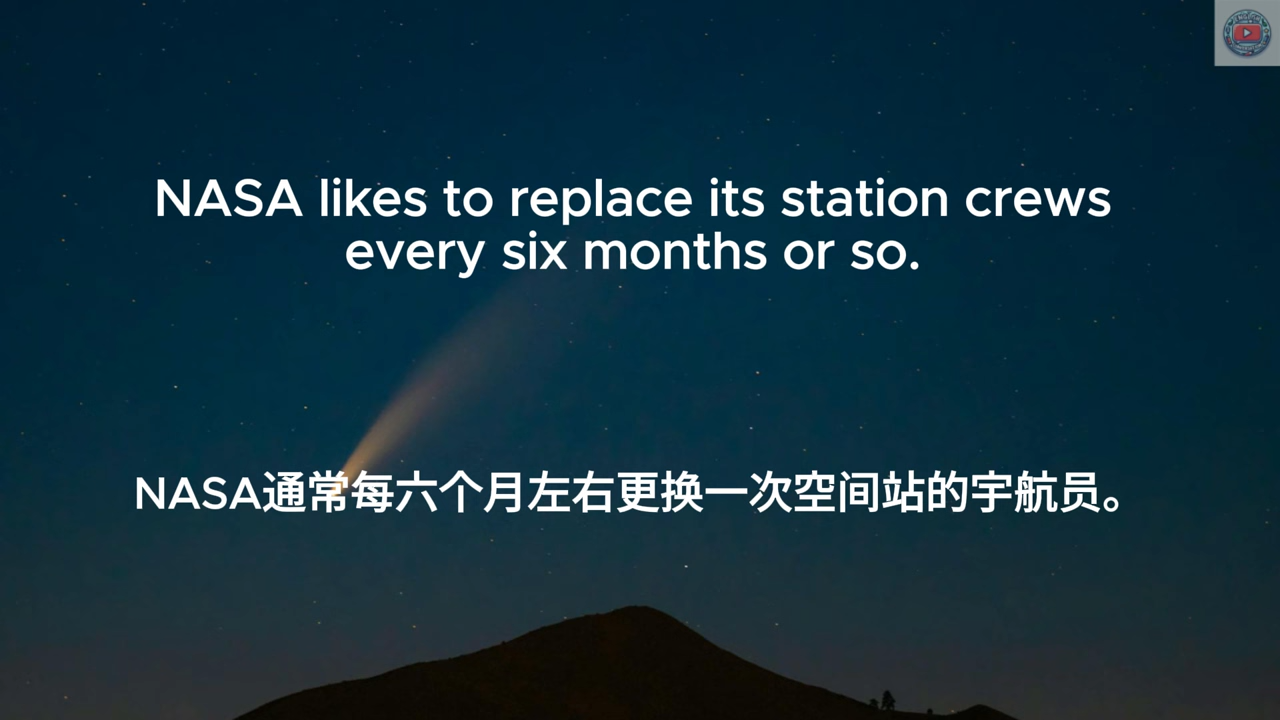 NASA likes to replace its station crews
every six months or so.
NASA通常每六个月左右更换一次空间站的宇航员。